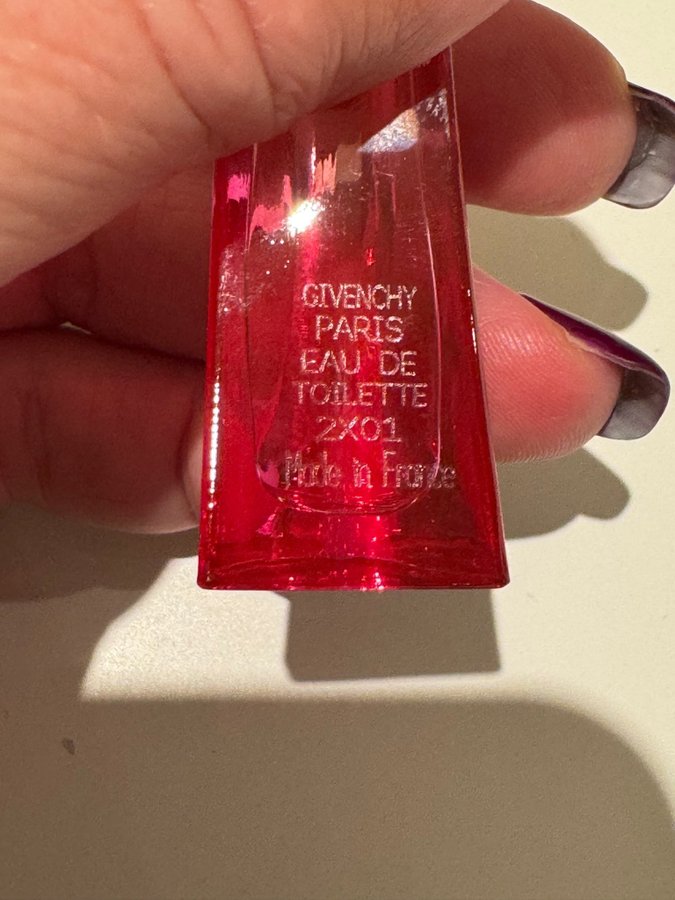 GIVENCHY
PARIS
EAU DE
TOILETTE
2X01
Made in France